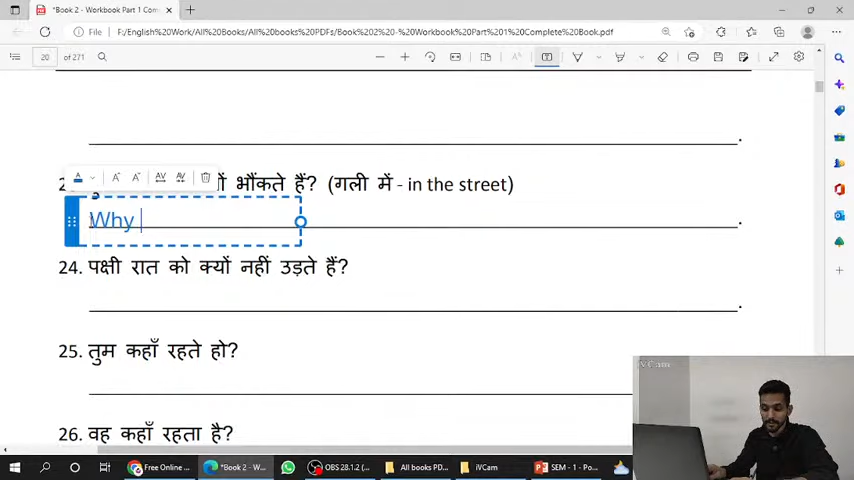 *Book 2 - Workbook Part 1 Com
File
F:/English%20Work/All%20Books/All%20books%20PDFs/Book%202%20-%20Workbook%20Part%201%20Complete%20Book.pdf
20 of 271
भौंकते हैं? (गली में - in the street)
Why
24. पक्षी रात को क्यों नहीं उड़ते हैं?
25. तुम कहाँ रहते हो?
iVCam
26. वह कहाँ रहता है?
Free Online ...
*Book 2 - W...
OBS 28.1.2 (...
All books PD...
iVCam
SEM - 1 - Po...